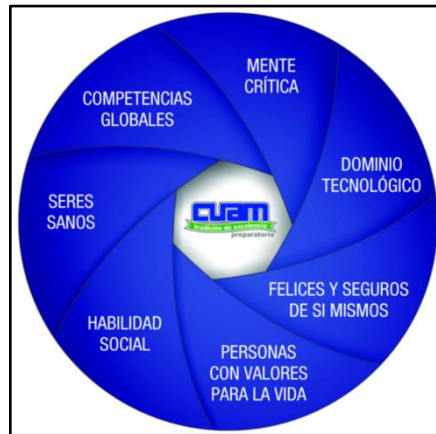 MENTE
CRÍTICA
DOMINIO
TECNOLÓGICO
FELICES Y SEGUROS
DE SI MISMOS
PERSONAS
CON VALORES
PARA LA VIDA
HABILIDAD
SOCIAL
SERES
SANOS
COMPETENCIAS
GLOBALES
cuam
tradición de excelencia
preparatoria